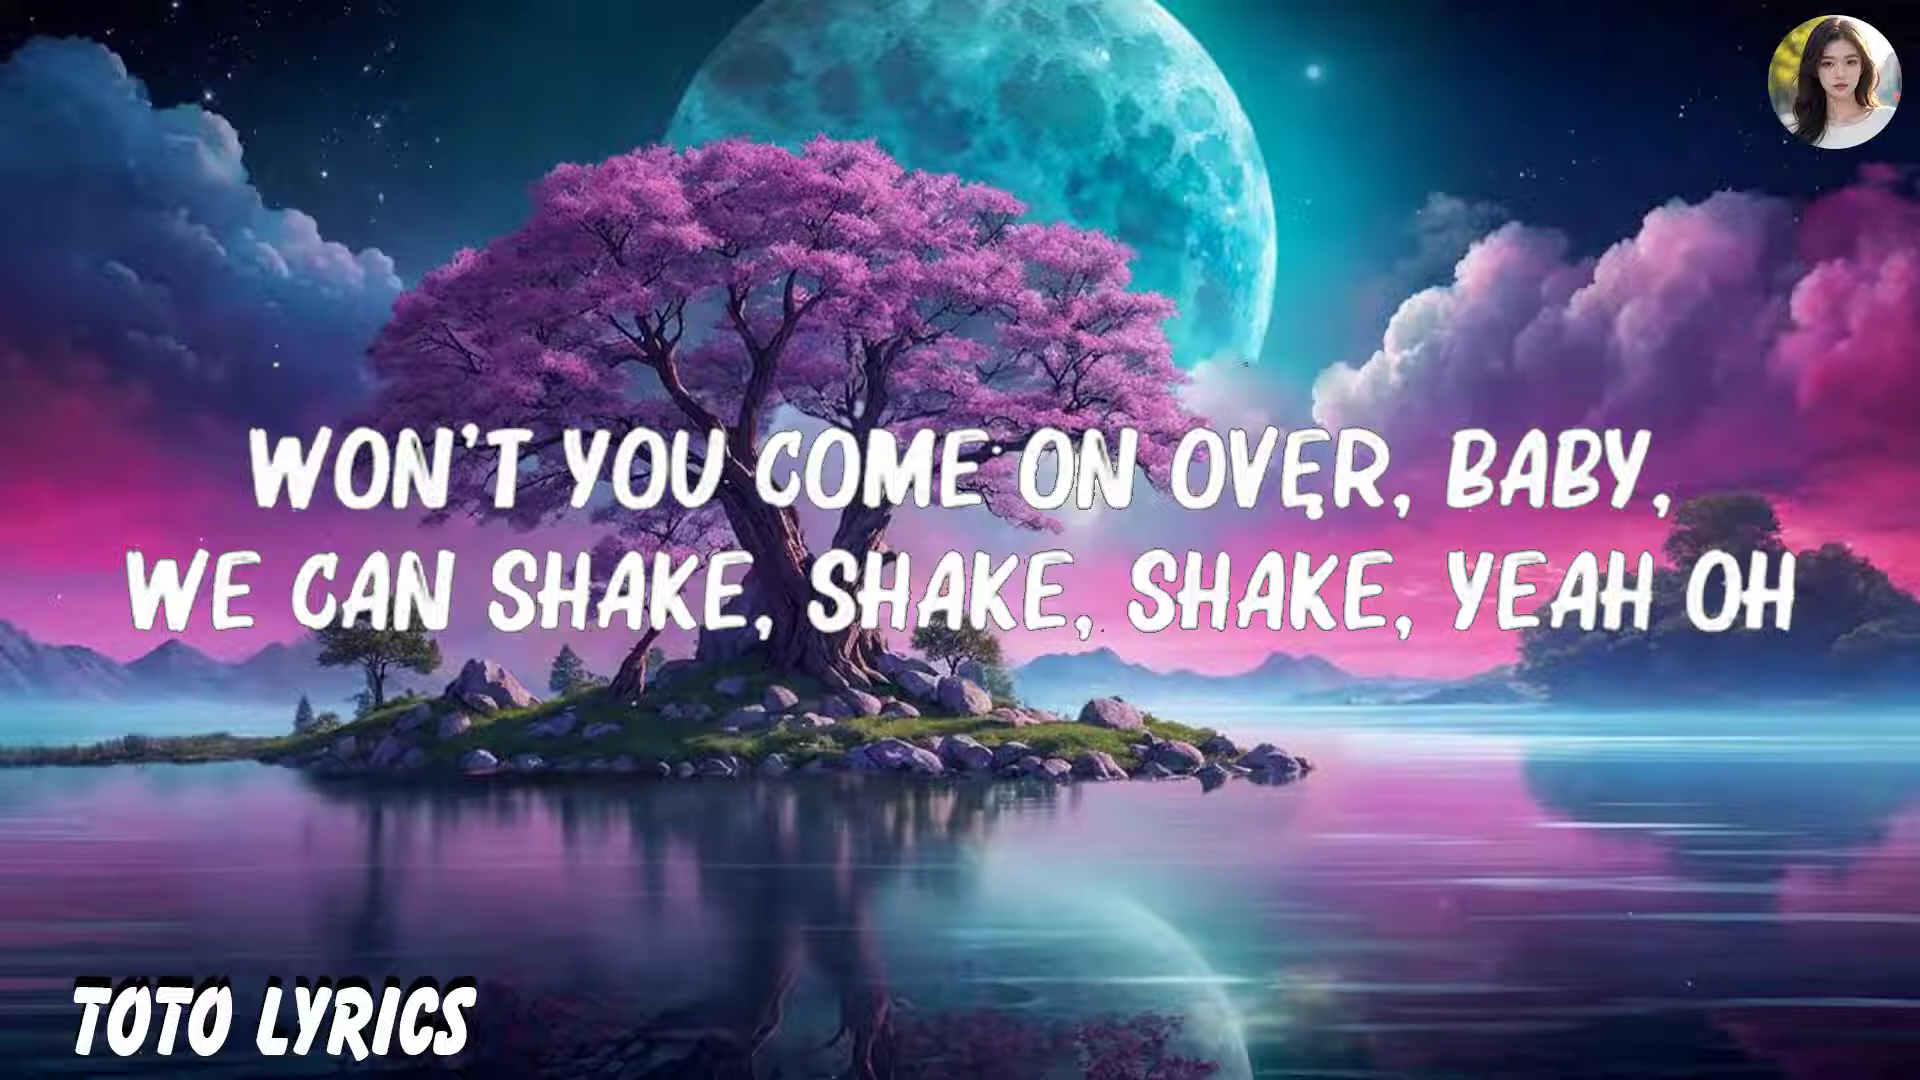 WON'T YOU COME ON OVER, BABY,
WE CAN SHAKE, SHAKE, SHAKE, YEAH OH
TOTO LYRICS